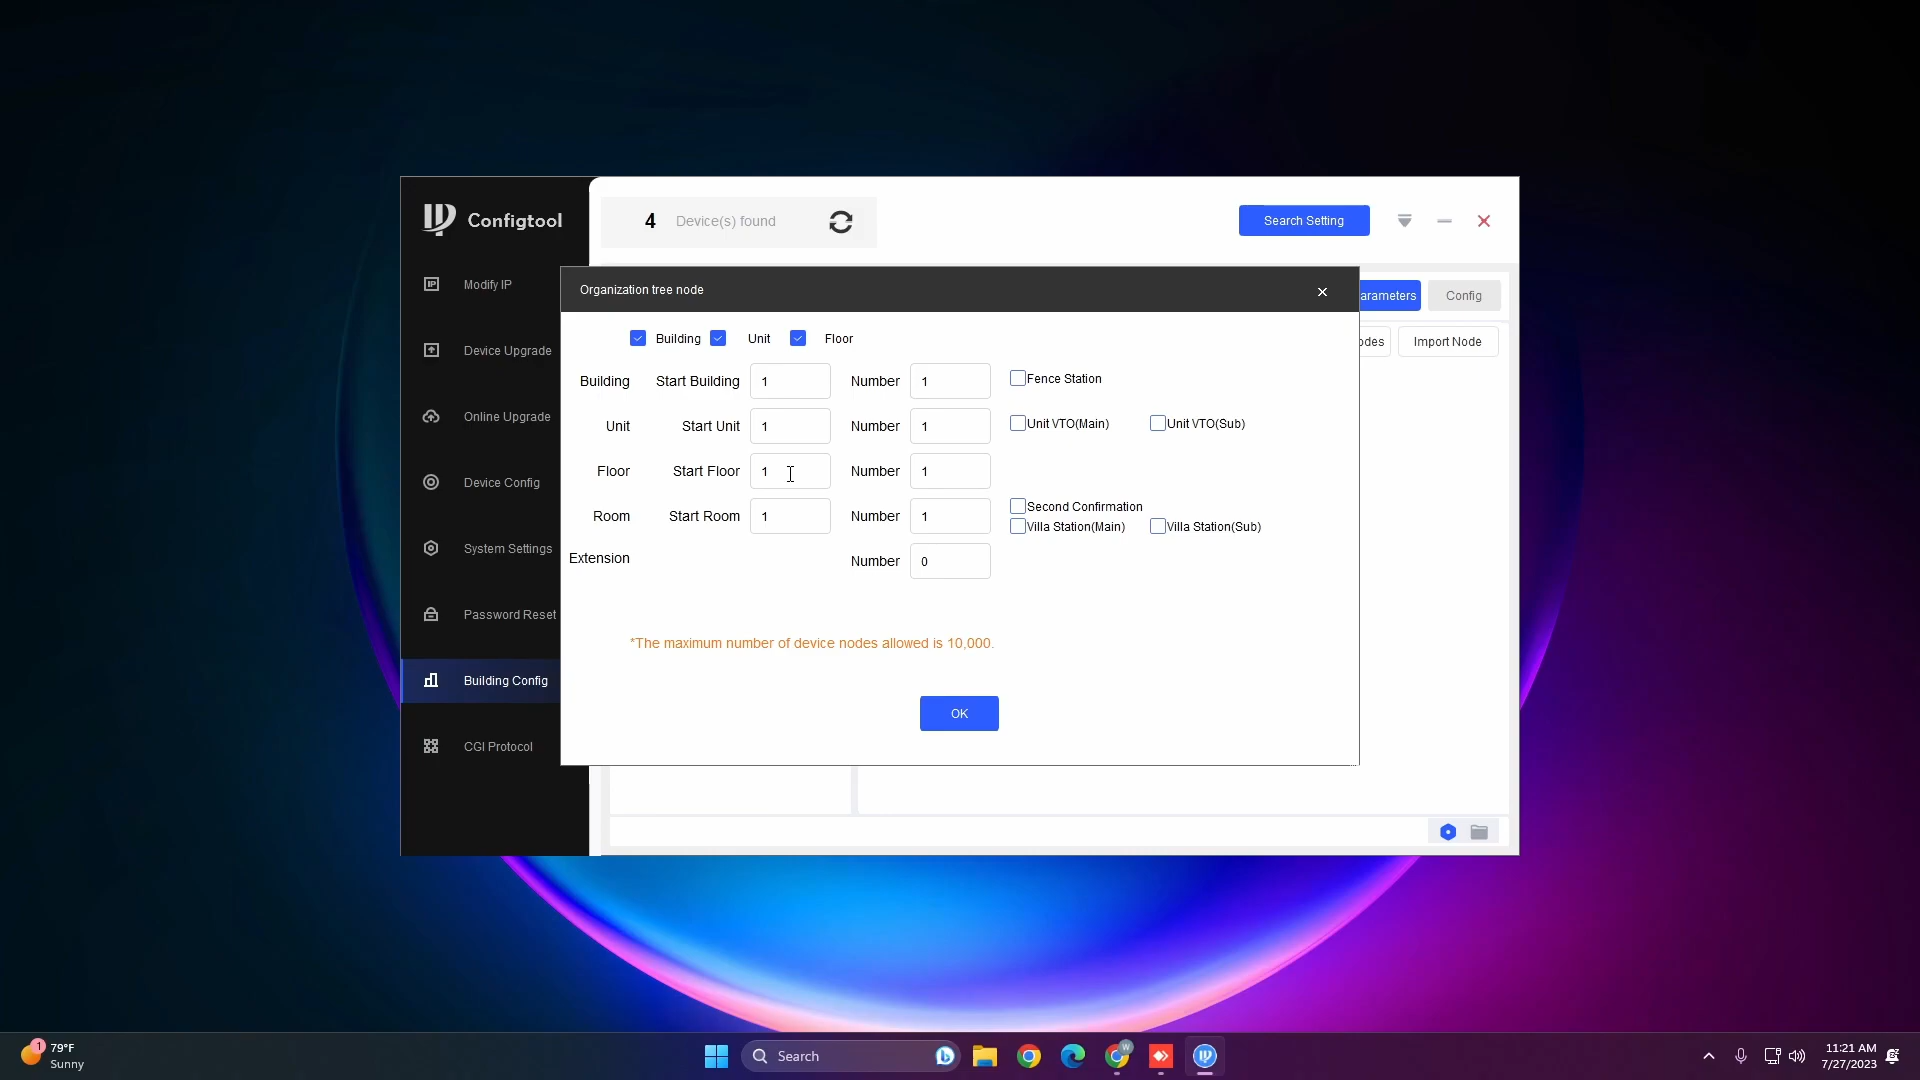 Configtool
4 Device(s) found
Search Setting
Modify IP
Organization tree node
arameters
Config
Building
Unit
Floor
odes
Import Node
Device Upgrade
Building Start Building 1 Number 1 Fence Station
Online Upgrade
Unit Start Unit 1 Number 1 Unit VTO(Main) Unit VTO(Sub)
Floor Start Floor 1 Number 1
Device Config
Second Confirmation
Room Start Room 1 Number 1
Villa Station(Main) Villa Station(Sub)
System Settings
Extension Number 0
Password Reset
*The maximum number of device nodes allowed is 10,000.
Building Config
OK
CGI Protocol
1
79°F
Sunny
Search
W
11:21 AM
7/27/2023